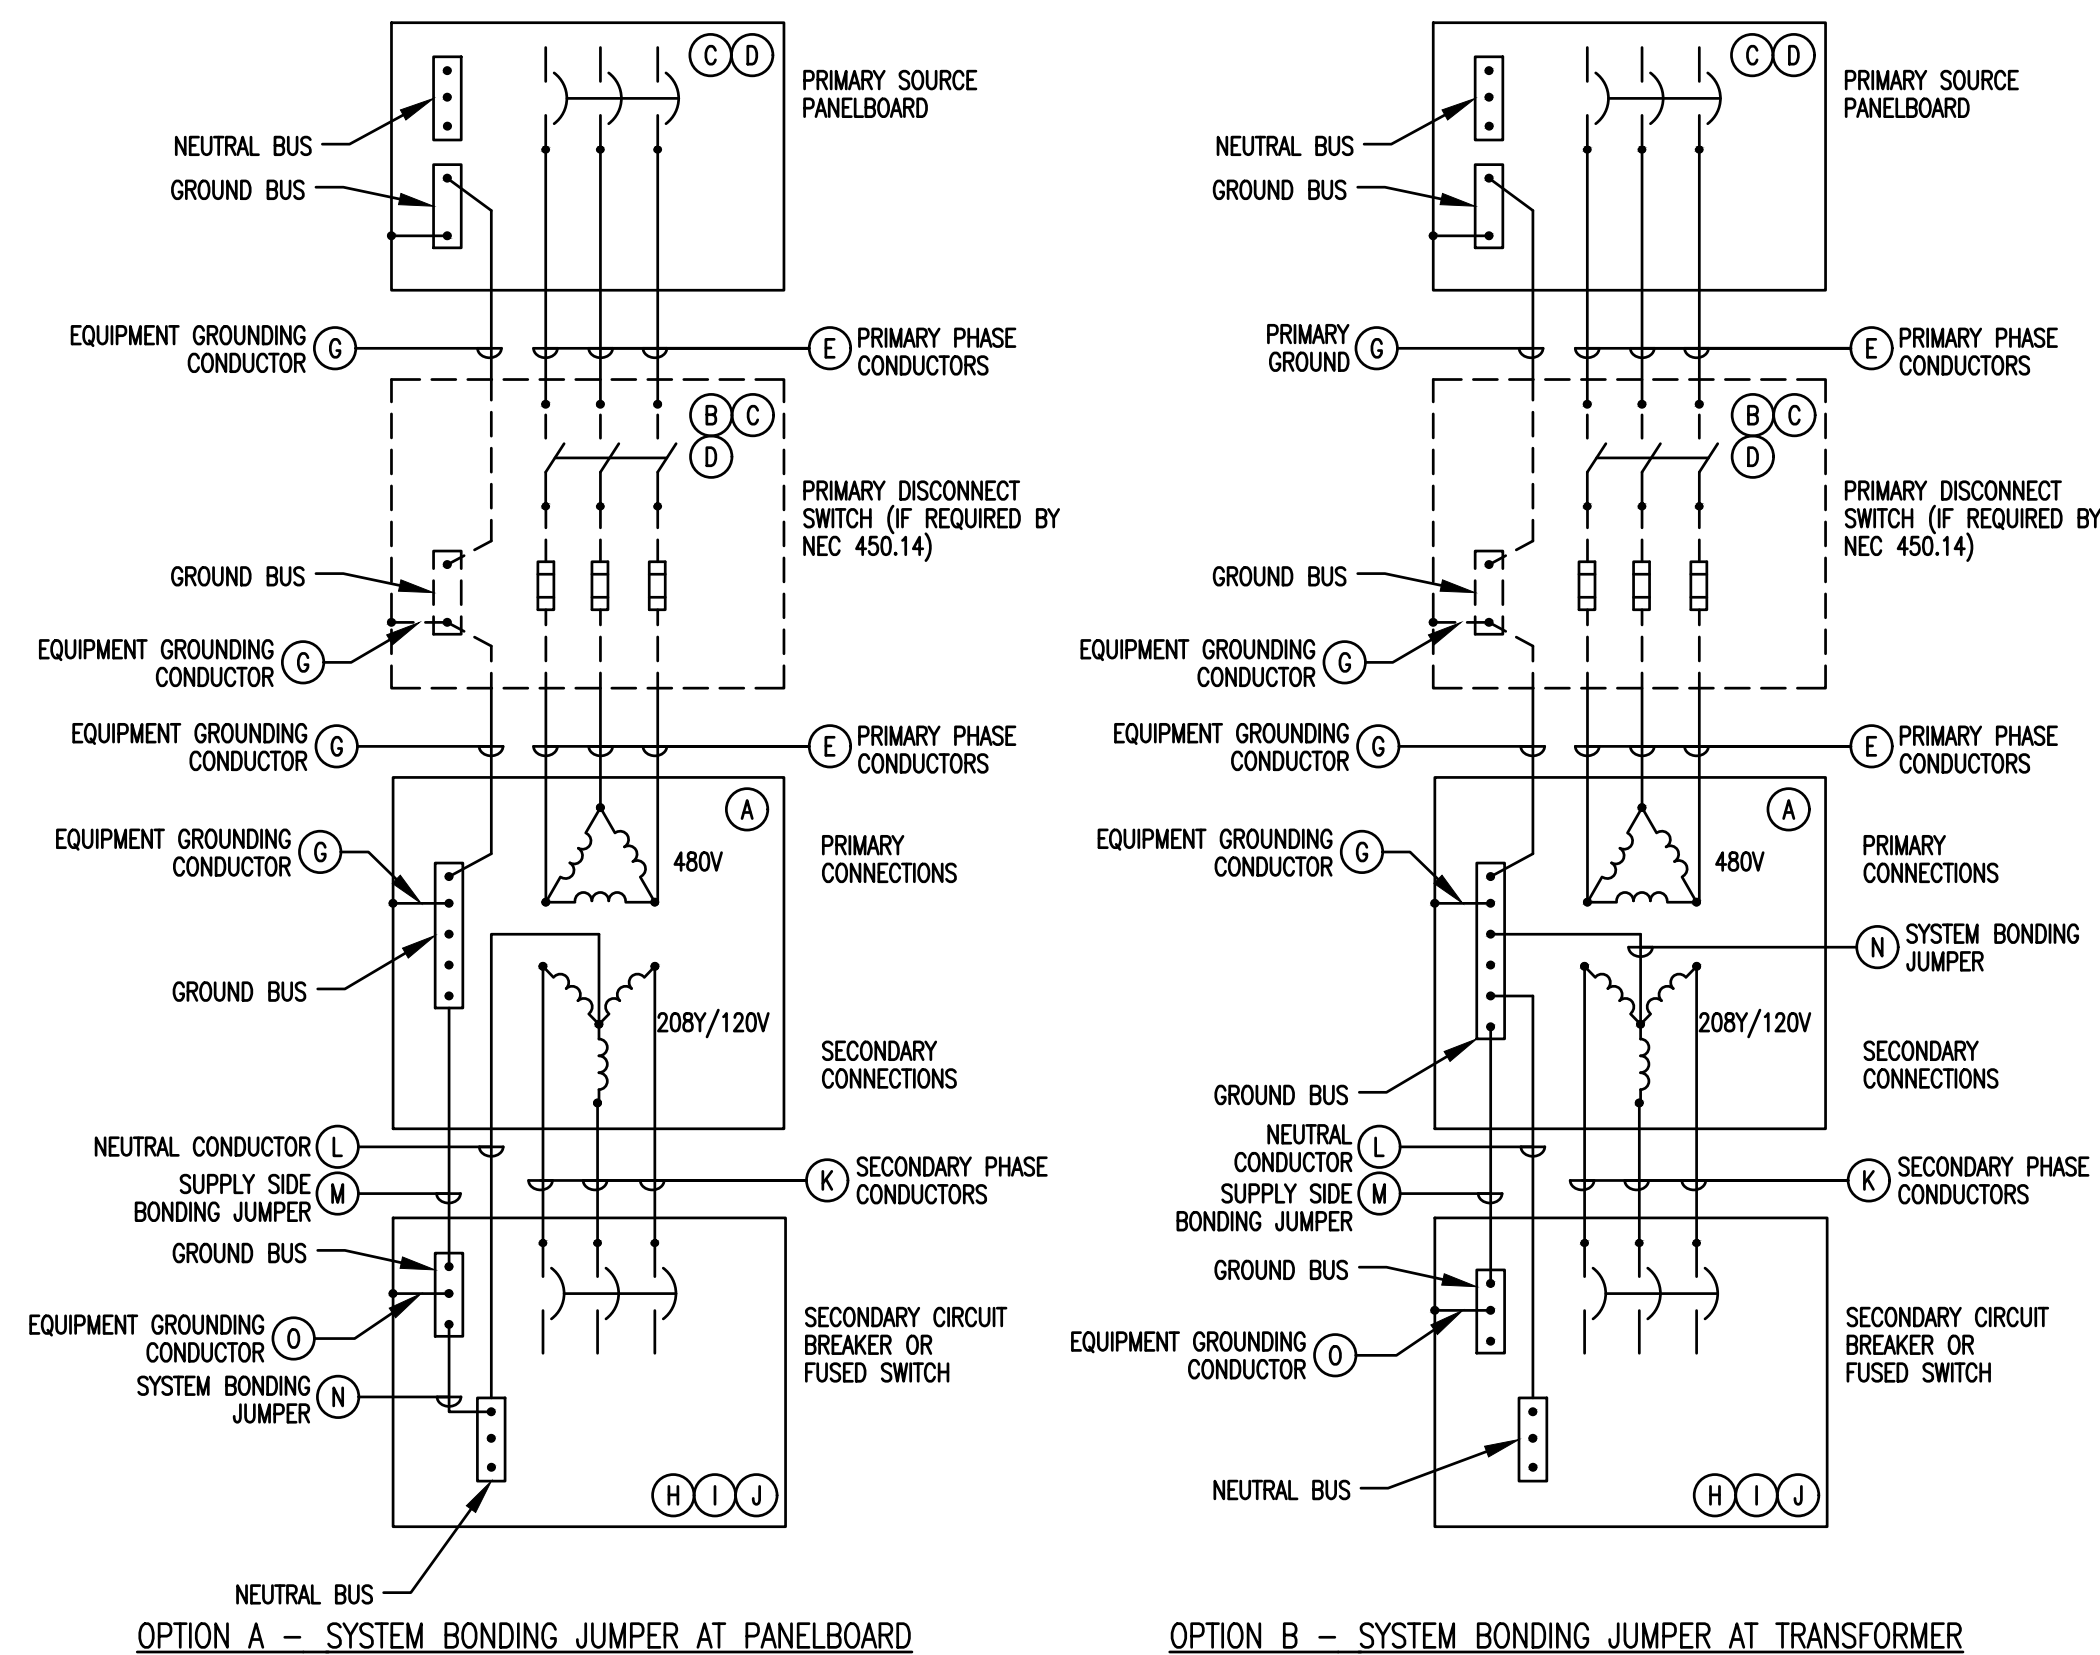 C D
PRIMARY SOURCE
PANELBOARD
NEUTRAL BUS
GROUND BUS
EQUIPMENT GROUNDING
CONDUCTOR
G
E
PRIMARY PHASE
CONDUCTORS
B C
D
PRIMARY DISCONNECT
SWITCH (IF REQUIRED BY
NEC 450.14)
GROUND BUS
EQUIPMENT GROUNDING
CONDUCTOR
G
EQUIPMENT GROUNDING
CONDUCTOR
G
E
PRIMARY PHASE
CONDUCTORS
A
EQUIPMENT GROUNDING
CONDUCTOR
G
480V
PRIMARY
CONNECTIONS
GROUND BUS
208Y/120V
SECONDARY
CONNECTIONS
NEUTRAL CONDUCTOR L
SUPPLY SIDE
BONDING JUMPER
M
K
SECONDARY PHASE
CONDUCTORS
GROUND BUS
EQUIPMENT GROUNDING
CONDUCTOR
O
SECONDARY CIRCUIT
BREAKER OR
FUSED SWITCH
SYSTEM BONDING
JUMPER
N
H I J
NEUTRAL BUS
OPTION A - SYSTEM BONDING JUMPER AT PANELBOARD
C D
PRIMARY SOURCE
PANELBOARD
NEUTRAL BUS
GROUND BUS
PRIMARY
GROUND
G
E
PRIMARY PHASE
CONDUCTORS
B C
D
PRIMARY DISCONNECT
SWITCH (IF REQUIRED BY
NEC 450.14)
GROUND BUS
EQUIPMENT GROUNDING
CONDUCTOR
G
EQUIPMENT GROUNDING
CONDUCTOR
G
E
PRIMARY PHASE
CONDUCTORS
A
EQUIPMENT GROUNDING
CONDUCTOR
G
480V
PRIMARY
CONNECTIONS
N
SYSTEM BONDING
JUMPER
208Y/120V
SECONDARY
CONNECTIONS
GROUND BUS
NEUTRAL
CONDUCTOR
L
SUPPLY SIDE
BONDING JUMPER
M
K
SECONDARY PHASE
CONDUCTORS
GROUND BUS
EQUIPMENT GROUNDING
CONDUCTOR
O
SECONDARY CIRCUIT
BREAKER OR
FUSED SWITCH
NEUTRAL BUS
H I J
OPTION B - SYSTEM BONDING JUMPER AT TRANSFORMER